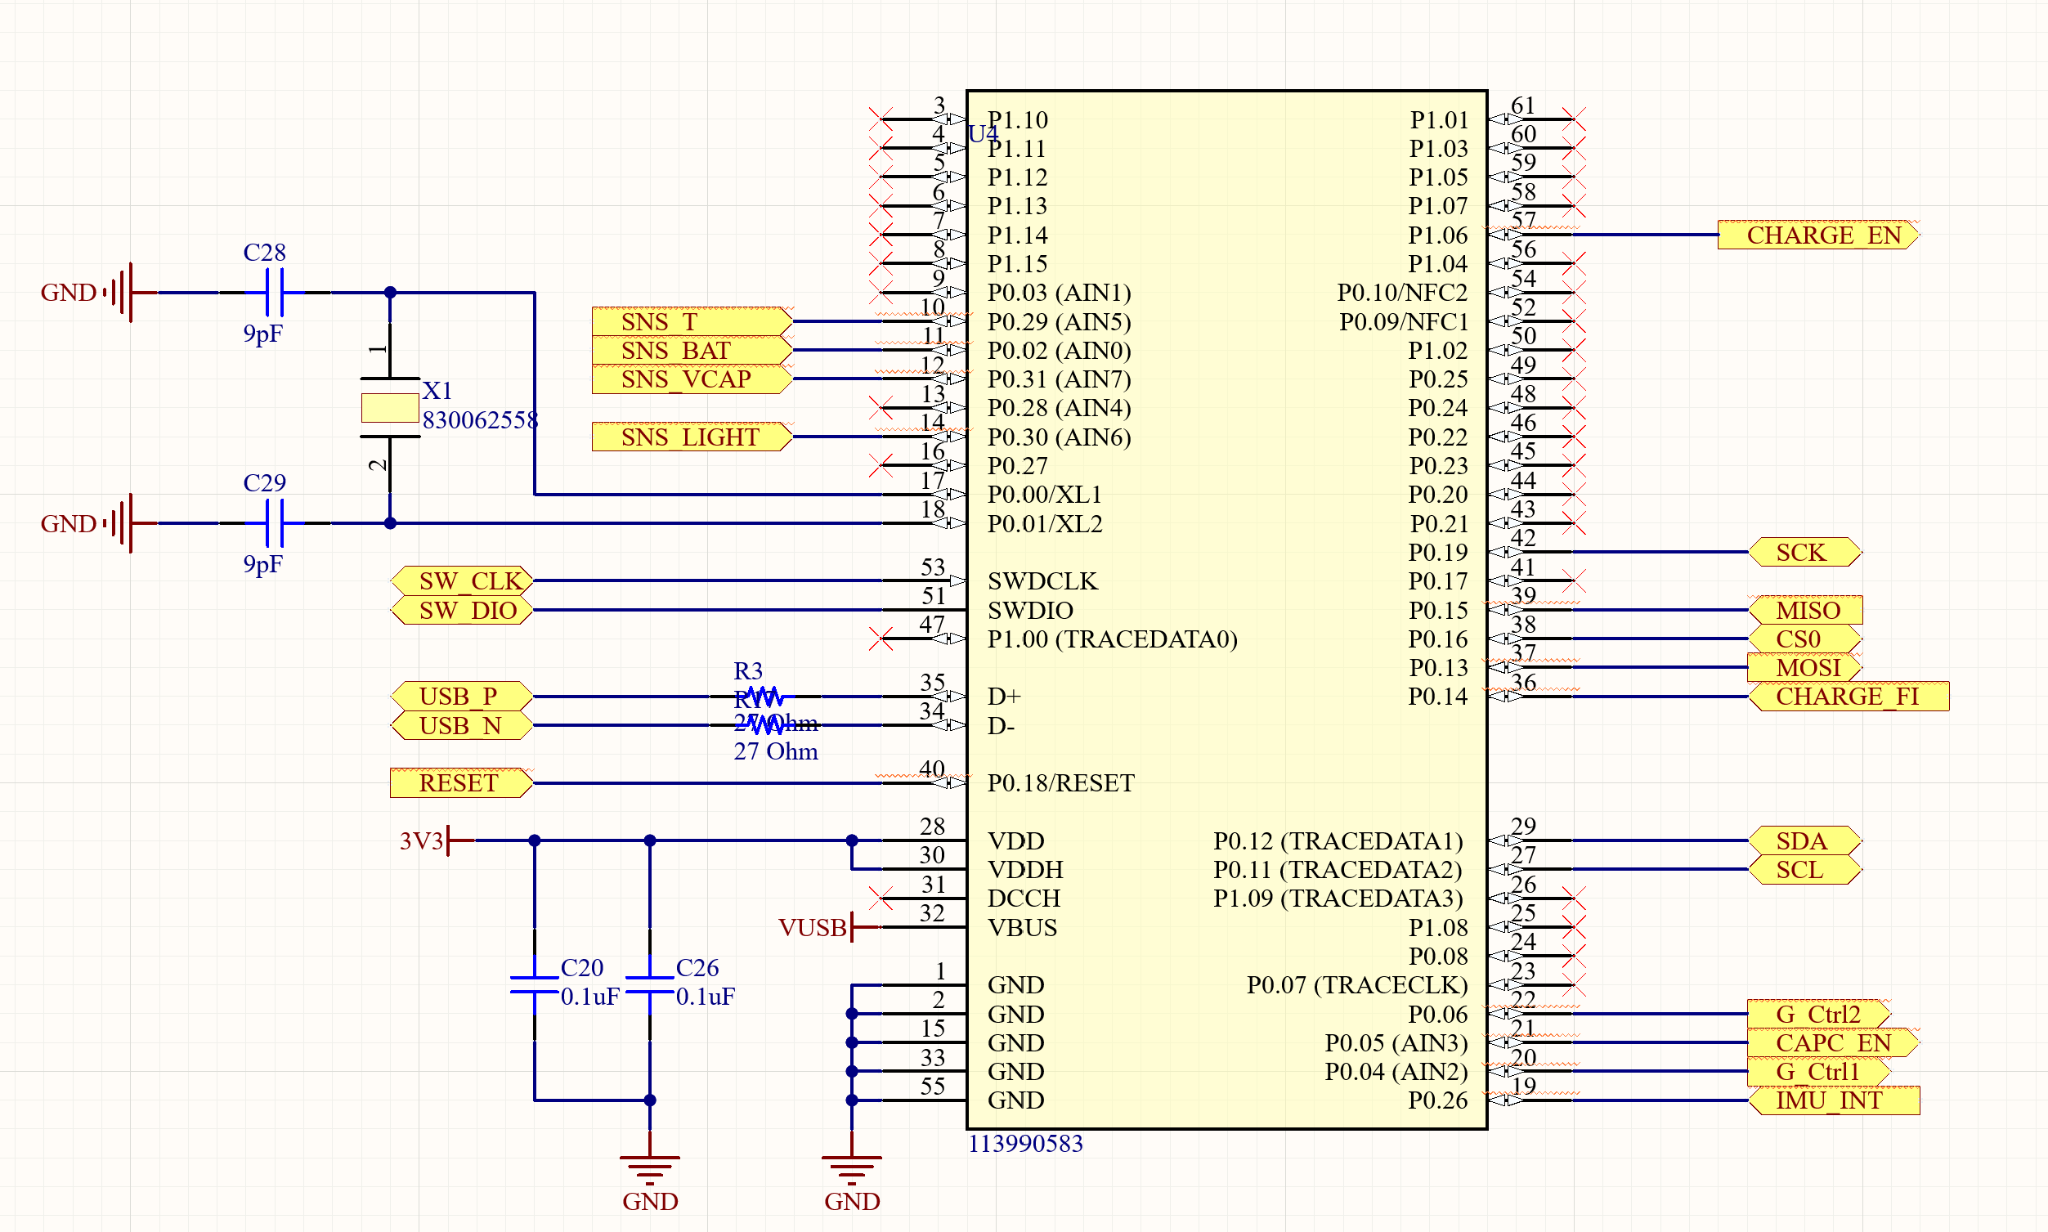 C28
GND
9pF
1
X1
830062558
2
C29
GND
9pF
SNS_T
SNS_BAT
SNS_VCAP
SNS_LIGHT
SW_CLK
SW_DIO
R3
USB_P
USB_N
27 Ohm
27 Ohm
RESET
3V3
C20
0.1uF
C26
0.1uF
VUSB
GND
GND
U4
3 P1.10
4 P1.11
5 P1.12
6 P1.13
7 P1.14
8 P1.15
9 P0.03 (AIN1)
10 P0.29 (AIN5)
11 P0.02 (AIN0)
12 P0.31 (AIN7)
13 P0.28 (AIN4)
14 P0.30 (AIN6)
16 P0.27
17 P0.00/XL1
18 P0.01/XL2
53 SWDCLK
51 SWDIO
47 P1.00 (TRACEDATA0)
35 D+
34 D-
40 P0.18/RESET
28 VDD
30 VDDH
31 DCCH
32 VBUS
1 GND
2 GND
15 GND
33 GND
55 GND
113990583
P1.01 61
P1.03 60
P1.05 59
P1.07 58
P1.06 57 CHARGE_EN
P1.04 56
P0.10/NFC2 54
P0.09/NFC1 52
P1.02 50
P0.25 49
P0.24 48
P0.22 46
P0.23 45
P0.20 44
P0.21 43
P0.19 42 SCK
P0.17 41
P0.15 39 MISO
P0.16 38 CS0
P0.13 37 MOSI
P0.14 36 CHARGE_FI
P0.12 (TRACEDATA1) 29 SDA
P0.11 (TRACEDATA2) 27 SCL
P1.09 (TRACEDATA3) 26
P1.08 25
P0.08 24
P0.07 (TRACECLK) 23
P0.06 22 G_Ctrl2
P0.05 (AIN3) 21 CAPC_EN
P0.04 (AIN2) 20 G_Ctrl1
P0.26 19 IMU_INT